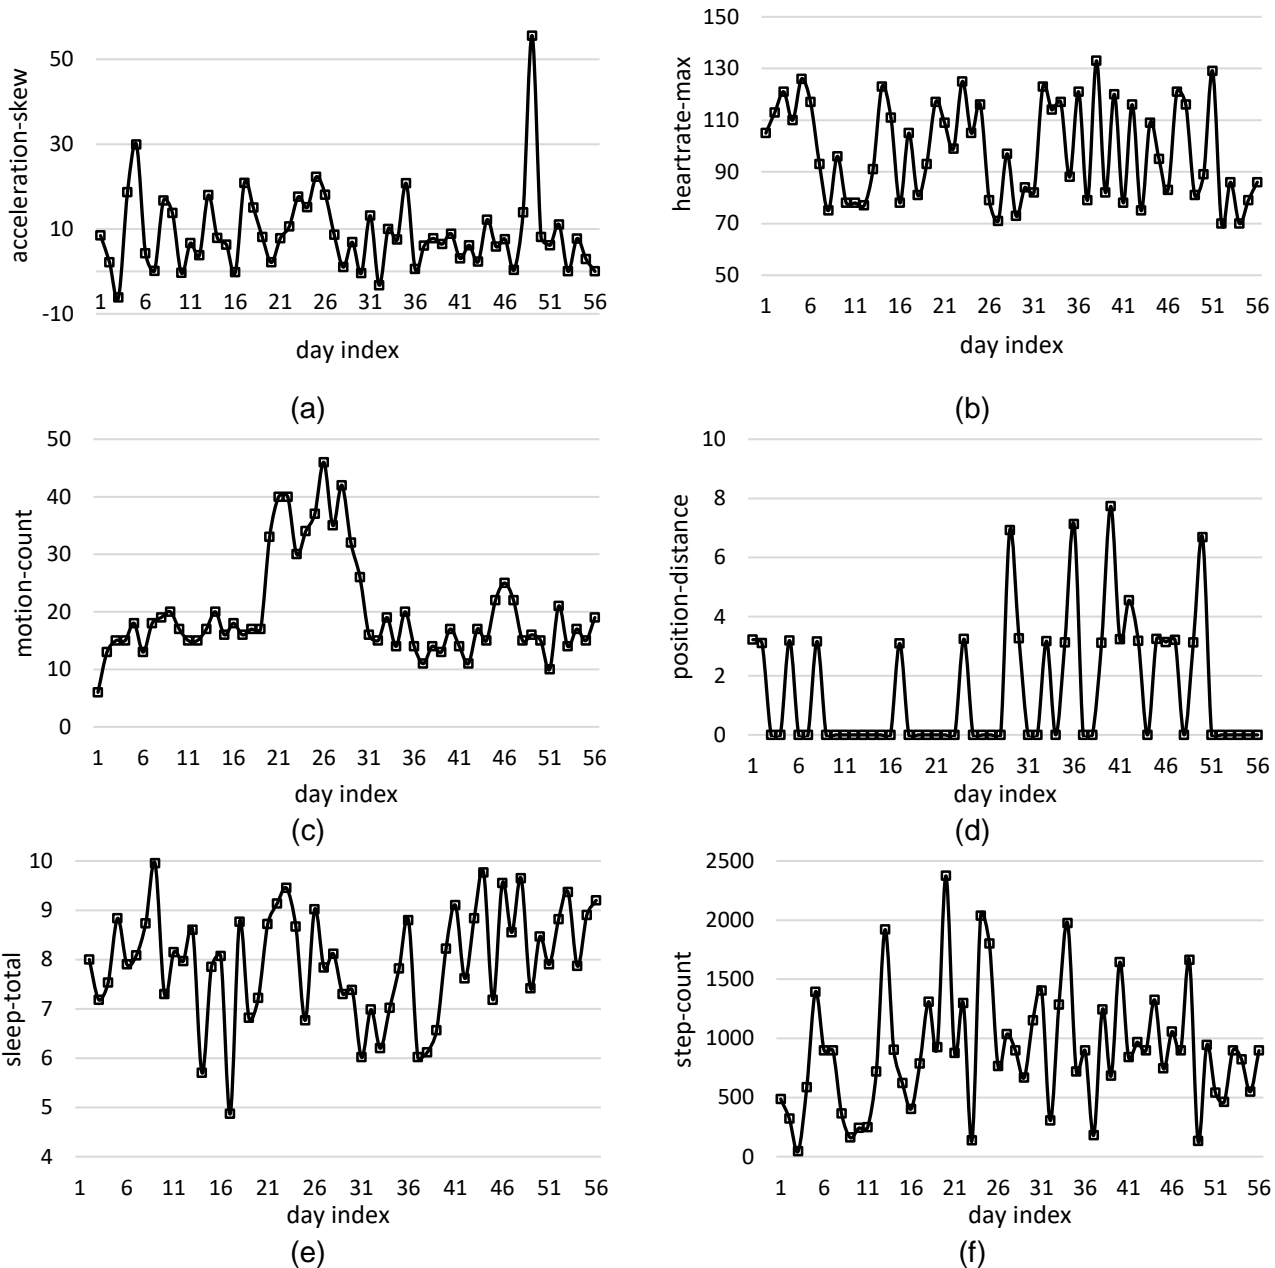 acceleration-skew
50
30
10
-10
1 6 11 16 21 26 31 36 41 46 51 56
day index
(a)
heartrate-max
150
130
110
90
70
50
1 6 11 16 21 26 31 36 41 46 51 56
day index
(b)
motion-count
50
40
30
20
10
0
1 6 11 16 21 26 31 36 41 46 51 56
day index
(c)
position-distance
10
8
6
4
2
0
1 6 11 16 21 26 31 36 41 46 51 56
day index
(d)
sleep-total
10
9
8
7
6
5
4
1 6 11 16 21 26 31 36 41 46 51 56
day index
(e)
step-count
2500
2000
1500
1000
500
0
1 6 11 16 21 26 31 36 41 46 51 56
day index
(f)